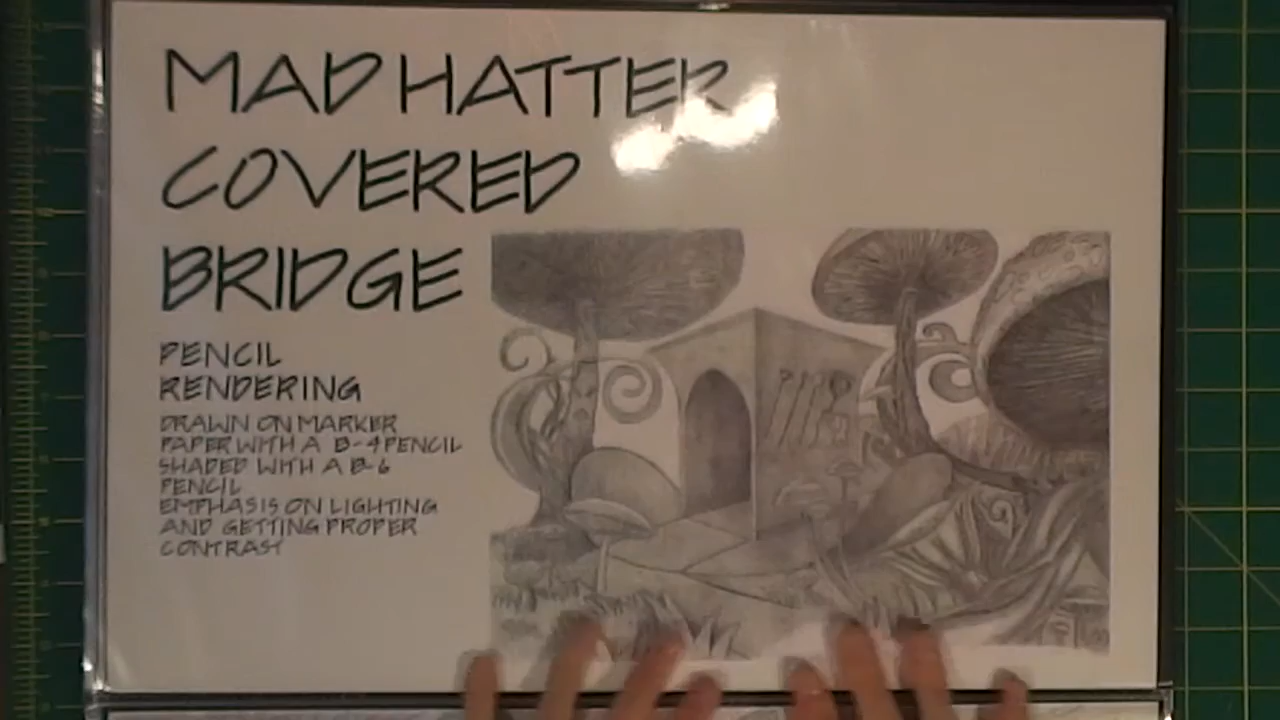 MAD HATTER
COVERED
BRIDGE
PENCIL
RENDERING
DRAWN ON MARKER
PAPER WITH A B-4 PENCIL
SHADED WITH A B-6
PENCIL
EMPHASIS ON LIGHTING
AND GETTING PROPER
CONTRAST